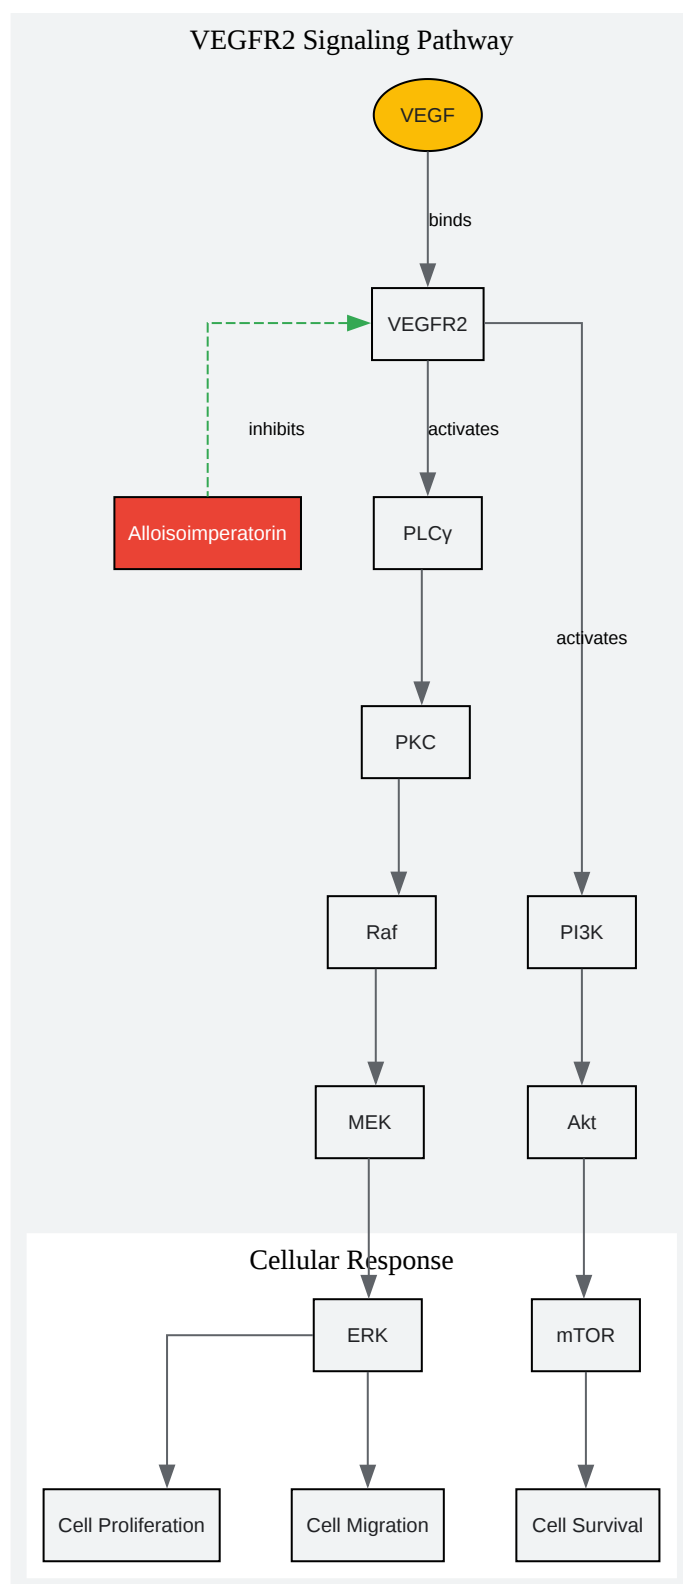 VEGFR2 Signaling Pathway
VEGF
binds
VEGFR2
inhibits
activates
Alloisoimperatorin
PLCγ
activates
PKC
Raf
PI3K
MEK
Akt
Cellular Response
ERK
mTOR
Cell Proliferation
Cell Migration
Cell Survival